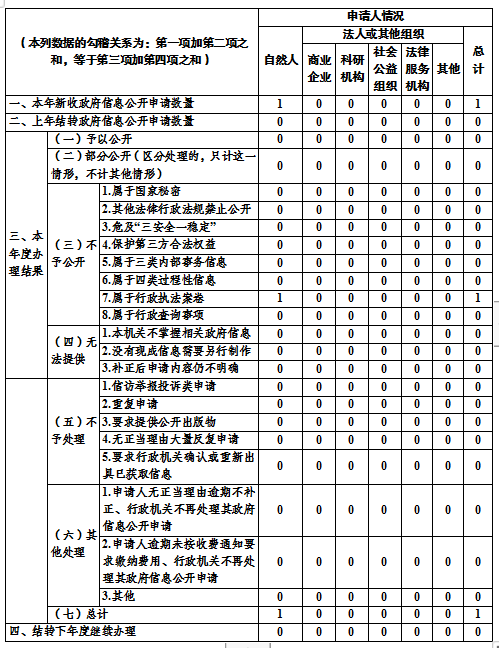 （本列数据的勾稽关系为：第一项加第二项之
和，等于第三项加第四项之和）
申请人情况
自然人
法人或其他组织
总
计
商业
企业
科研
机构
社会
公益
组织
法律
服务
机构
其他
一、本年新收政府信息公开申请数量 1 0 0 0 0 0 1
二、上年结转政府信息公开申请数量 0 0 0 0 0 0 0
三、本
年度办
理结果
（一）予以公开 0 0 0 0 0 0 0
（二）部分公开（区分处理的，只计这一
情形，不计其他情形） 0 0 0 0 0 0 0
（三）不
予公开
1.属于国家秘密 0 0 0 0 0 0 0
2.其他法律行政法规禁止公开 0 0 0 0 0 0 0
3.危及“三安全一稳定” 0 0 0 0 0 0 0
4.保护第三方合法权益 0 0 0 0 0 0 0
5.属于三类内部事务信息 0 0 0 0 0 0 0
6.属于四类过程性信息 0 0 0 0 0 0 0
7.属于行政执法案卷 1 0 0 0 0 0 1
8.属于行政查询事项 0 0 0 0 0 0 0
（四）无
法提供
1.本机关不掌握相关政府信息 0 0 0 0 0 0 0
2.没有现成信息需要另行制作 0 0 0 0 0 0 0
3.补正后申请内容仍不明确 0 0 0 0 0 0 0
（五）不
予处理
1.信访举报投诉类申请 0 0 0 0 0 0 0
2.重复申请 0 0 0 0 0 0 0
3.要求提供公开出版物 0 0 0 0 0 0 0
4.无正当理由大量反复申请 0 0 0 0 0 0 0
5.要求行政机关确认或重新出
具已获取信息 0 0 0 0 0 0 0
（六）其
他处理
1.申请人无正当理由逾期不补
正、行政机关不再处理其政府
信息公开申请 0 0 0 0 0 0 0
2.申请人逾期未按收费通知要
求缴纳费用、行政机关不再处
理其政府信息公开申请 0 0 0 0 0 0 0
3.其他 0 0 0 0 0 0 0
（七）总计 1 0 0 0 0 0 1
四、结转下年度继续办理 0 0 0 0 0 0 0